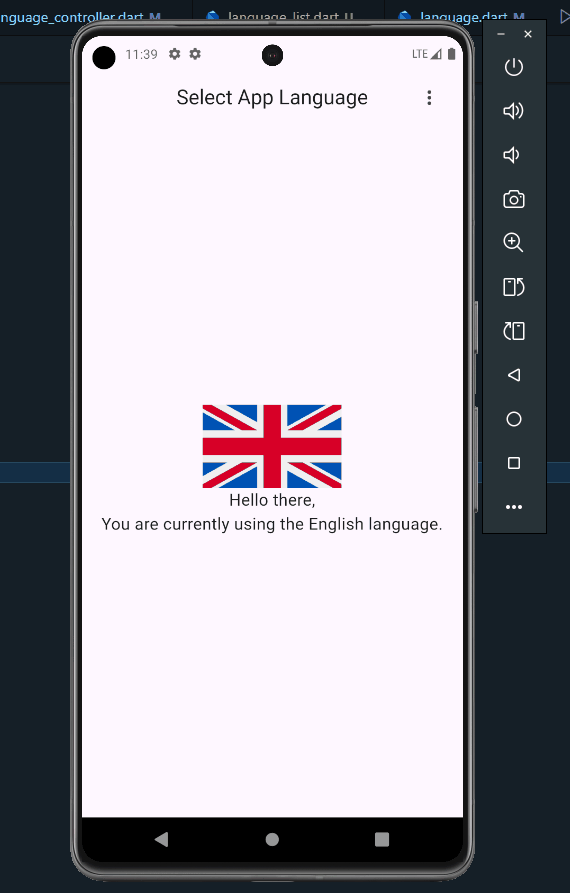 nguage_controller.dart M
language_list.dart U
language.dart M
11:39
LTE
Select App Language
Hello there,
You are currently using the English language.